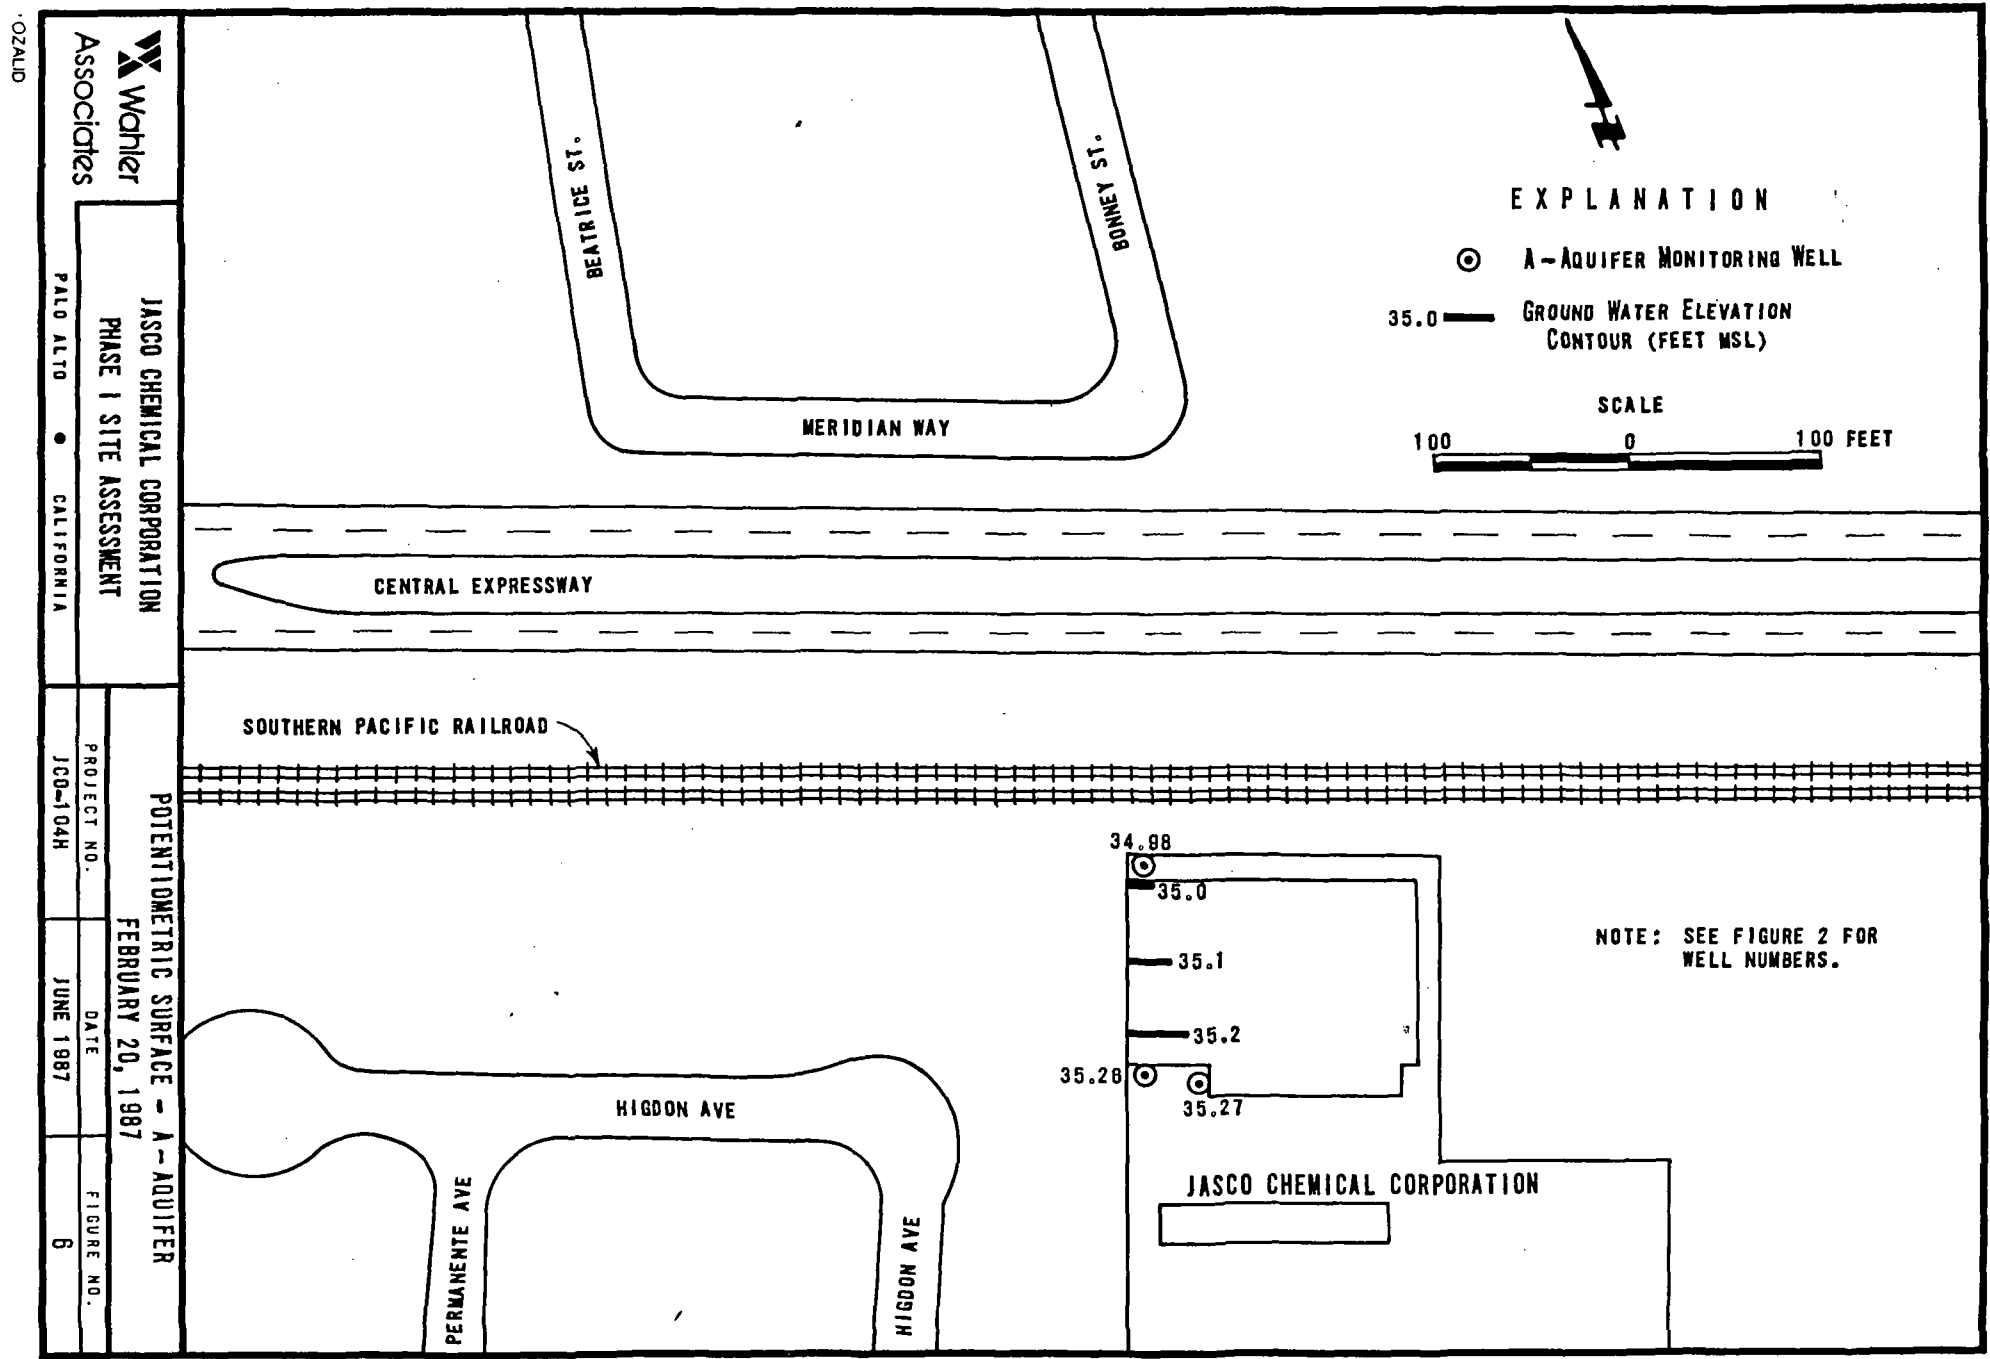 'OZALID
Wahler
Associates
JASCO CHEMICAL CORPORATION
PHASE I SITE ASSESSMENT
PALO ALTO ● CALIFORNIA
POTENTIOMETRIC SURFACE - A-AQUIFER
FEBRUARY 20, 1987
PROJECT NO.
JCO-104H
DATE
JUNE 1987
FIGURE NO.
6
BEATRICE ST.
BONNEY ST.
MERIDIAN WAY
EXPLANATION
A-AQUIFER MONITORING WELL
35.0
GROUND WATER ELEVATION
CONTOUR (FEET MSL)
SCALE
100 0 100 FEET
CENTRAL EXPRESSWAY
SOUTHERN PACIFIC RAILROAD
34.98
35.0
35.1
35.2
35.28
35.27
NOTE: SEE FIGURE 2 FOR
WELL NUMBERS.
HIGDON AVE
PERMANENTE AVE
HIGDON AVE
JASCO CHEMICAL CORPORATION